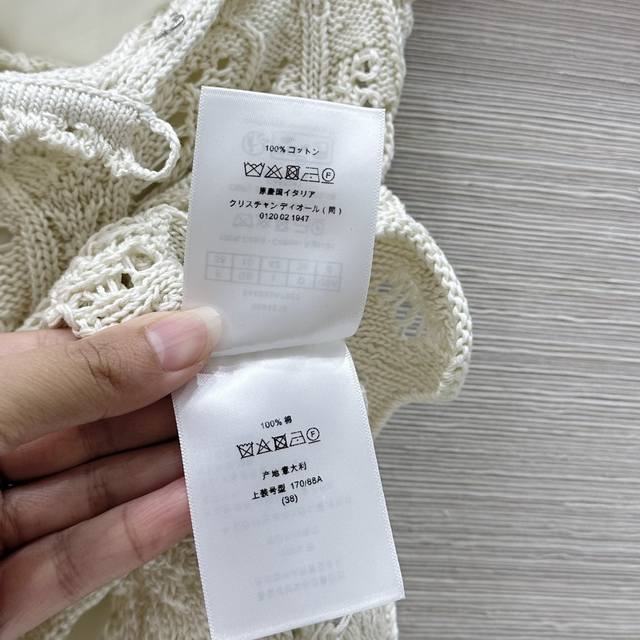 100% コットン
原慶国イタリア
クリスチャンディオール (問)
0120 02 1947
100% 棉
产地意大利
上装号型 170/88A
(38)